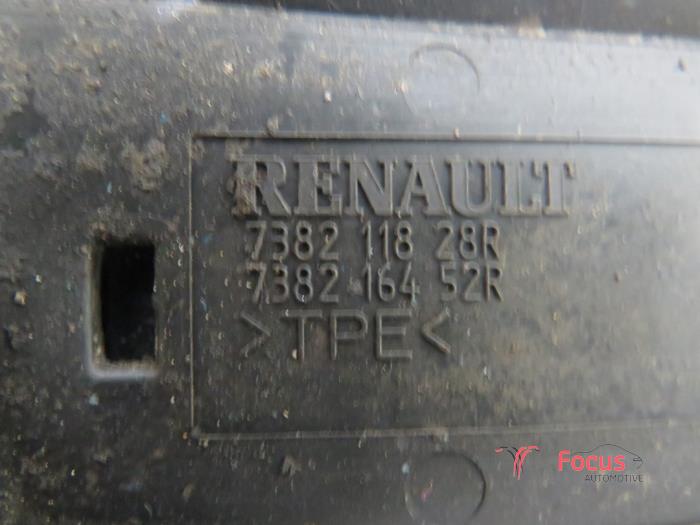 RENAULT
7382 118 28R
7382 164 52R
>TPE<
Focus
AUTOMOTIVE